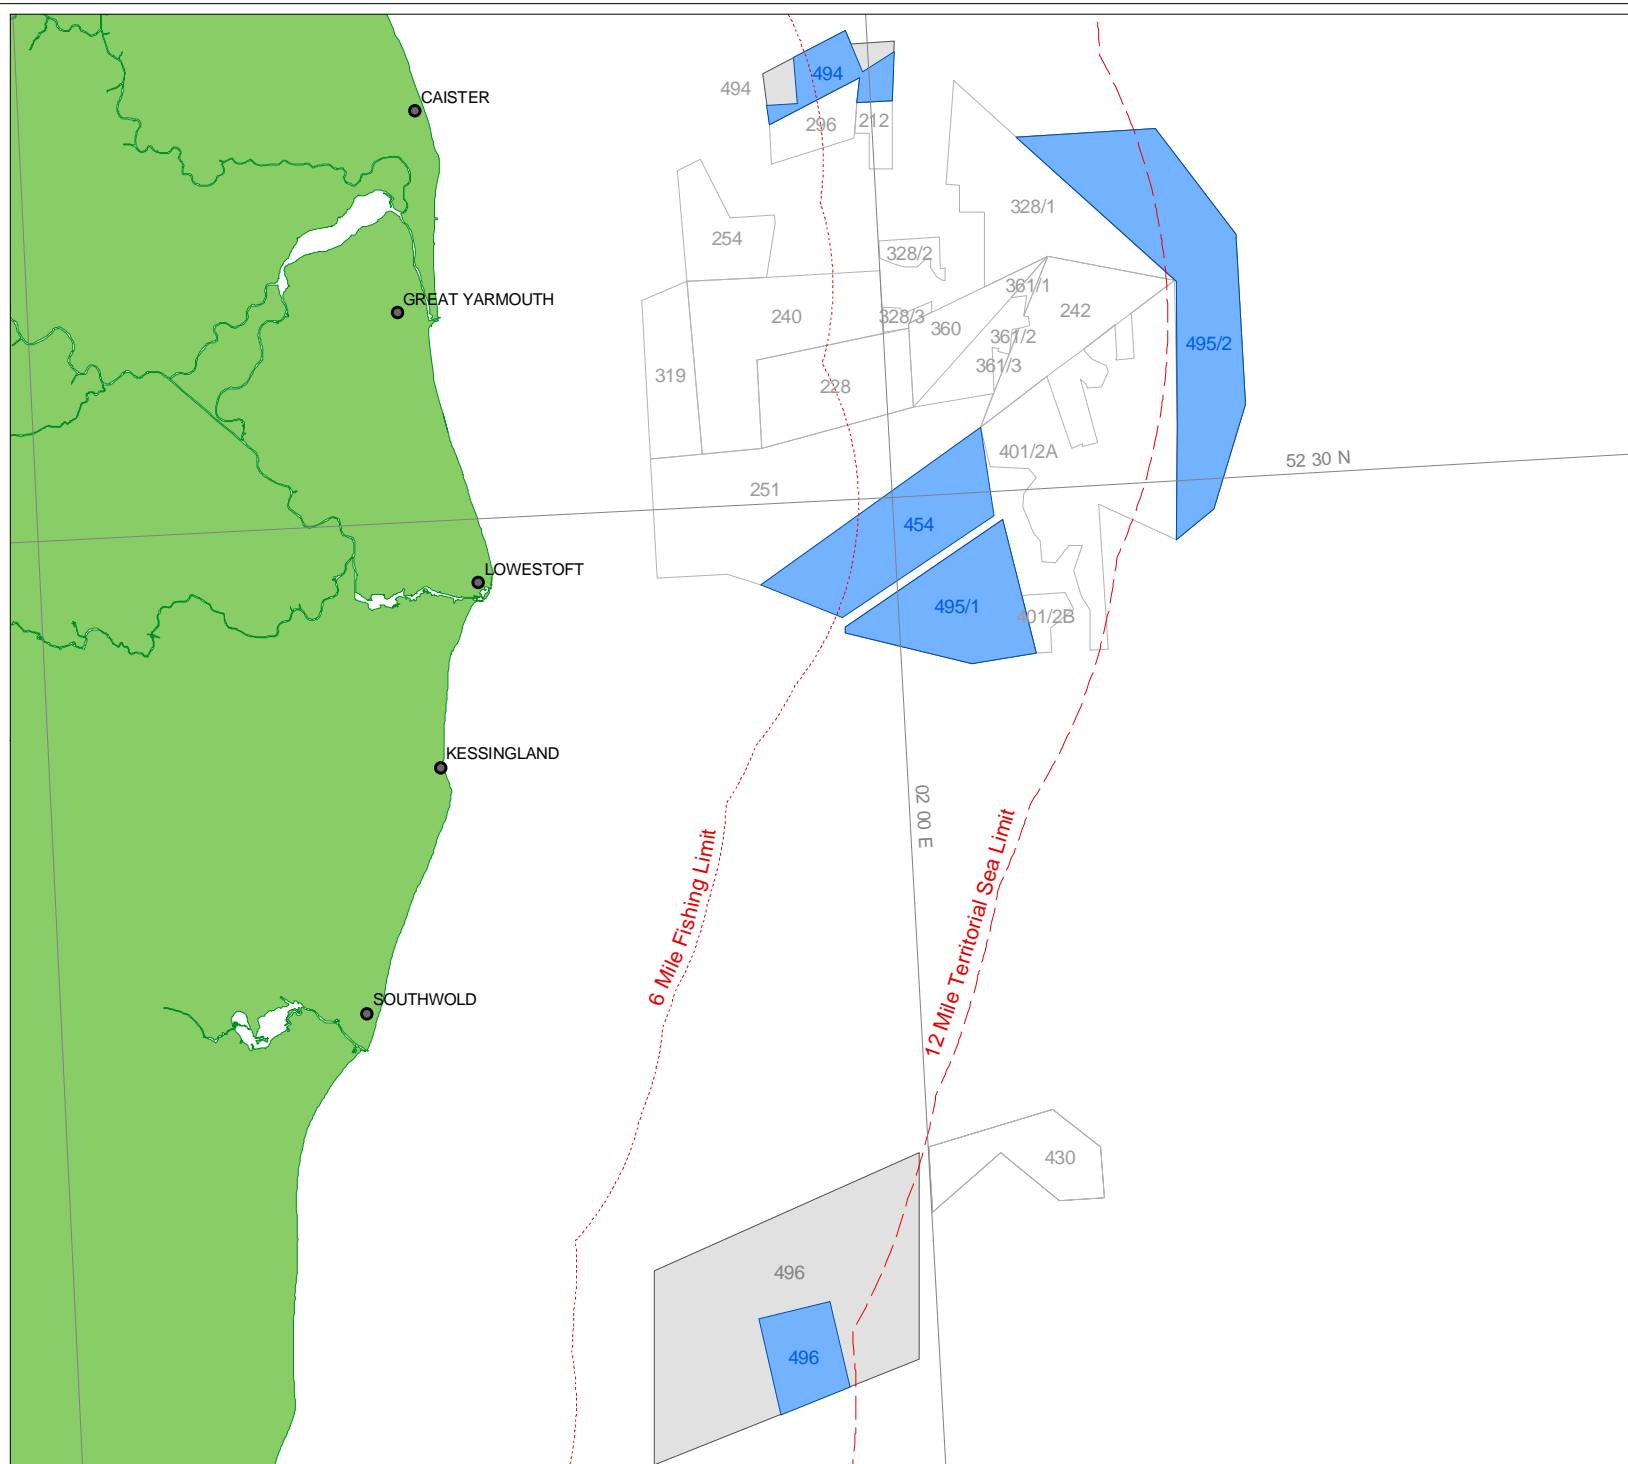 494
494
CAISTER
296
212
328/1
254
328/2
361/1
GREAT YARMOUTH
240
328/3
360
242
361/2
495/2
361/3
319
228
401/2A
52 30 N
251
454
LOWESTOFT
495/1
401/2B
KESSINGLAND
02 00 E
6 Mile Fishing Limit
12 Mile Territorial Sea Limit
SOUTHWOLD
430
496
496